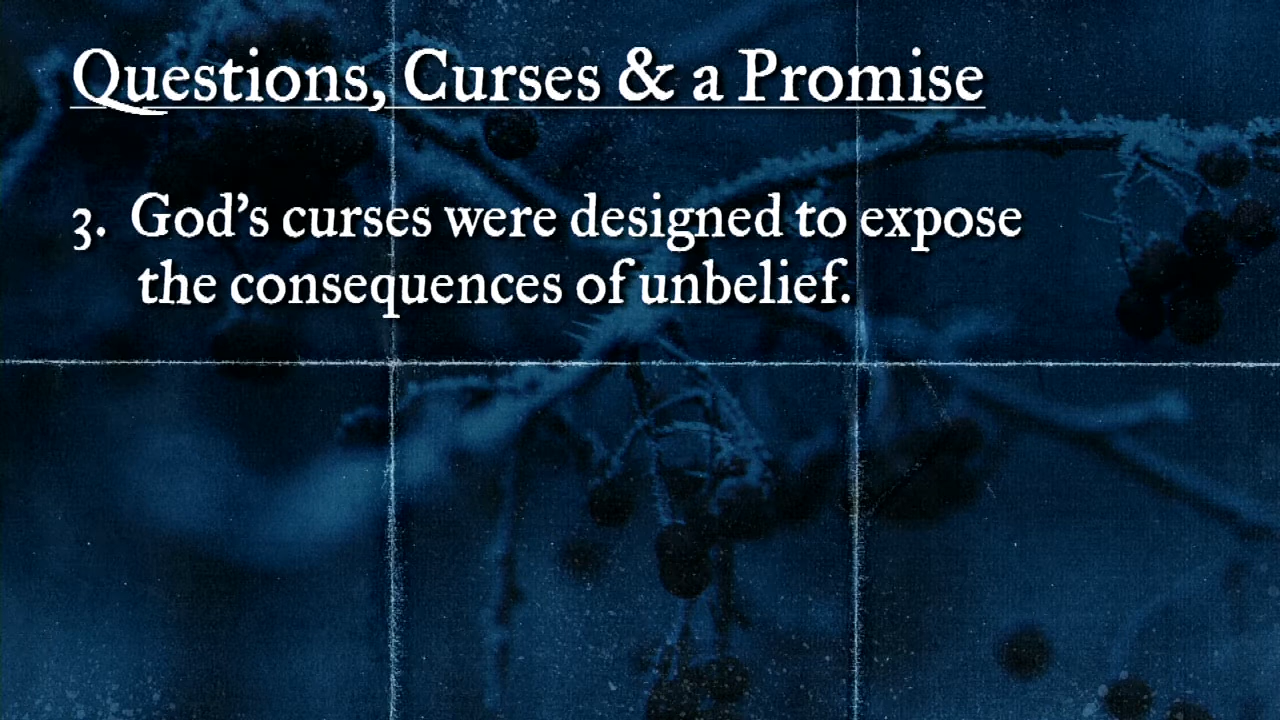 Questions, Curses & a Promise
3. God's curses were designed to expose
the consequences of unbelief.